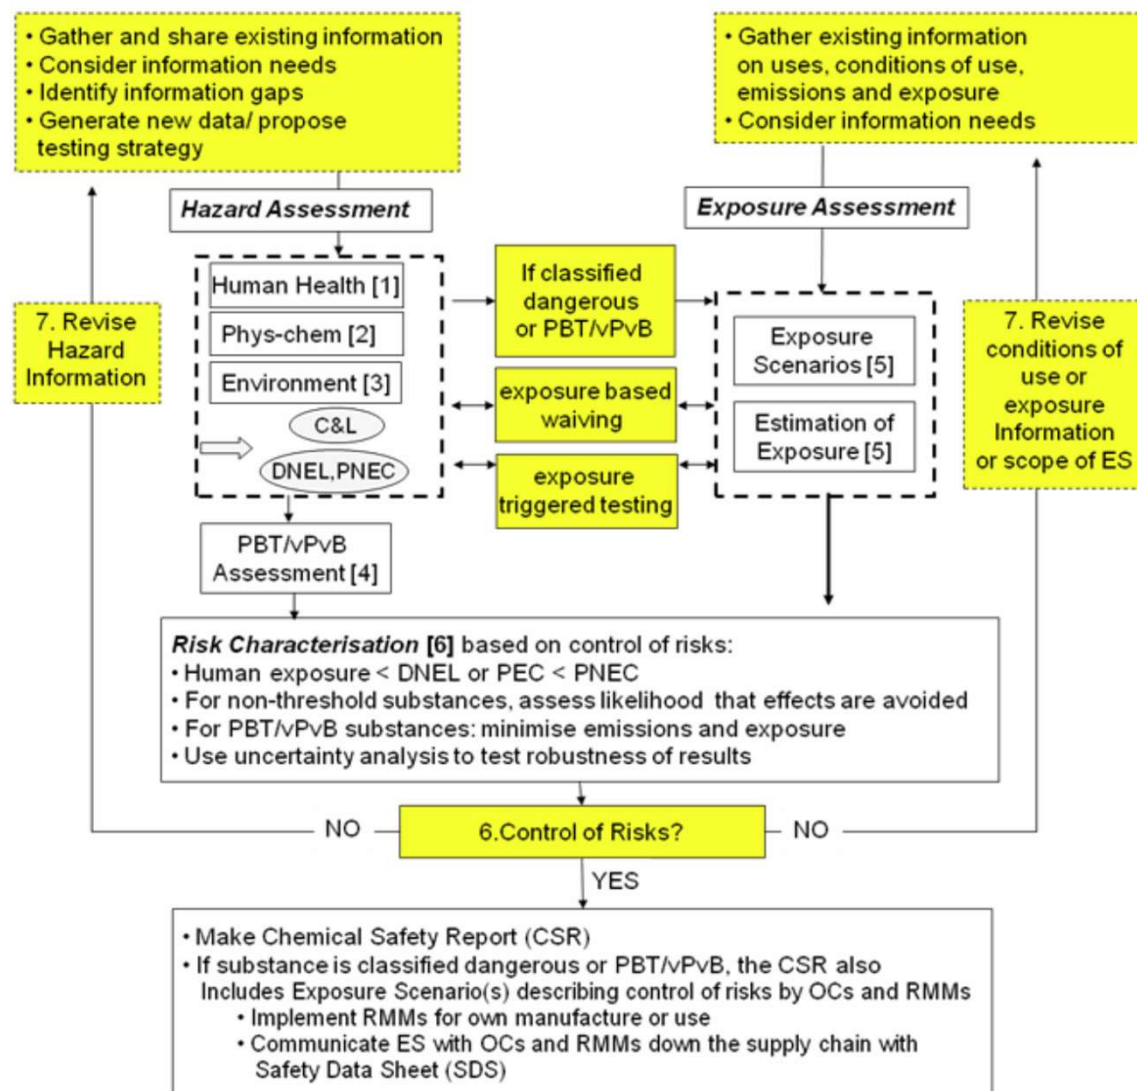 • Gather and share existing information
• Consider information needs
• Identify information gaps
• Generate new data/ propose
testing strategy
• Gather existing information
on uses, conditions of use,
emissions and exposure
• Consider information needs
Hazard Assessment
Exposure Assessment
Human Health [1]
Phys-chem [2]
Environment [3]
C&L
DNEL,PNEC
If classified
dangerous
or PBT/vPvB
exposure based
waiving
exposure
triggered testing
Exposure
Scenarios [5]
Estimation of
Exposure [5]
7. Revise
Hazard
Information
7. Revise
conditions of
use or
exposure
Information
or scope of ES
PBT/vPvB
Assessment [4]
Risk Characterisation [6] based on control of risks:
• Human exposure < DNEL or PEC < PNEC
• For non-threshold substances, assess likelihood that effects are avoided
• For PBT/vPvB substances: minimise emissions and exposure
• Use uncertainty analysis to test robustness of results
NO
6.Control of Risks?
NO
YES
• Make Chemical Safety Report (CSR)
• If substance is classified dangerous or PBT/vPvB, the CSR also
Includes Exposure Scenario(s) describing control of risks by OCs and RMMs
• Implement RMMs for own manufacture or use
• Communicate ES with OCs and RMMs down the supply chain with
Safety Data Sheet (SDS)